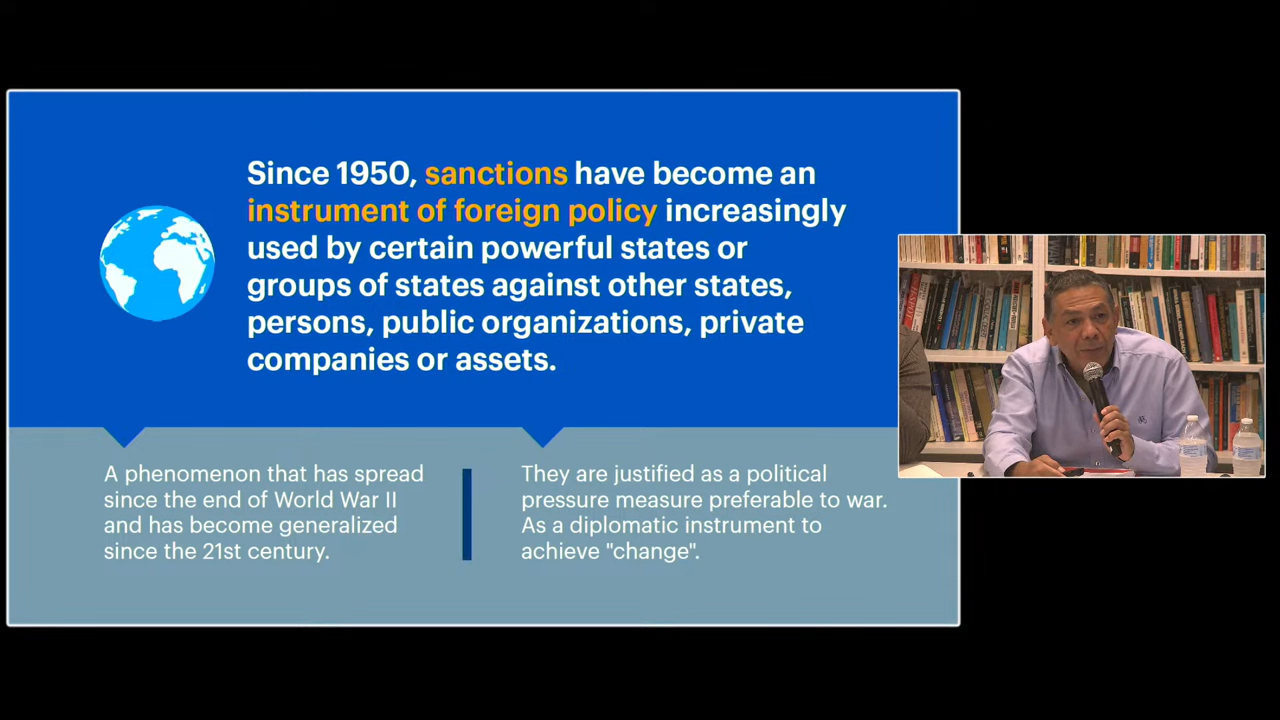 Since 1950, sanctions have become an
instrument of foreign policy increasingly
used by certain powerful states or
groups of states against other states,
persons, public organizations, private
companies or assets.
A phenomenon that has spread
since the end of World War II
and has become generalized
since the 21st century.
They are justified as a political
pressure measure preferable to war.
As a diplomatic instrument to
achieve "change".